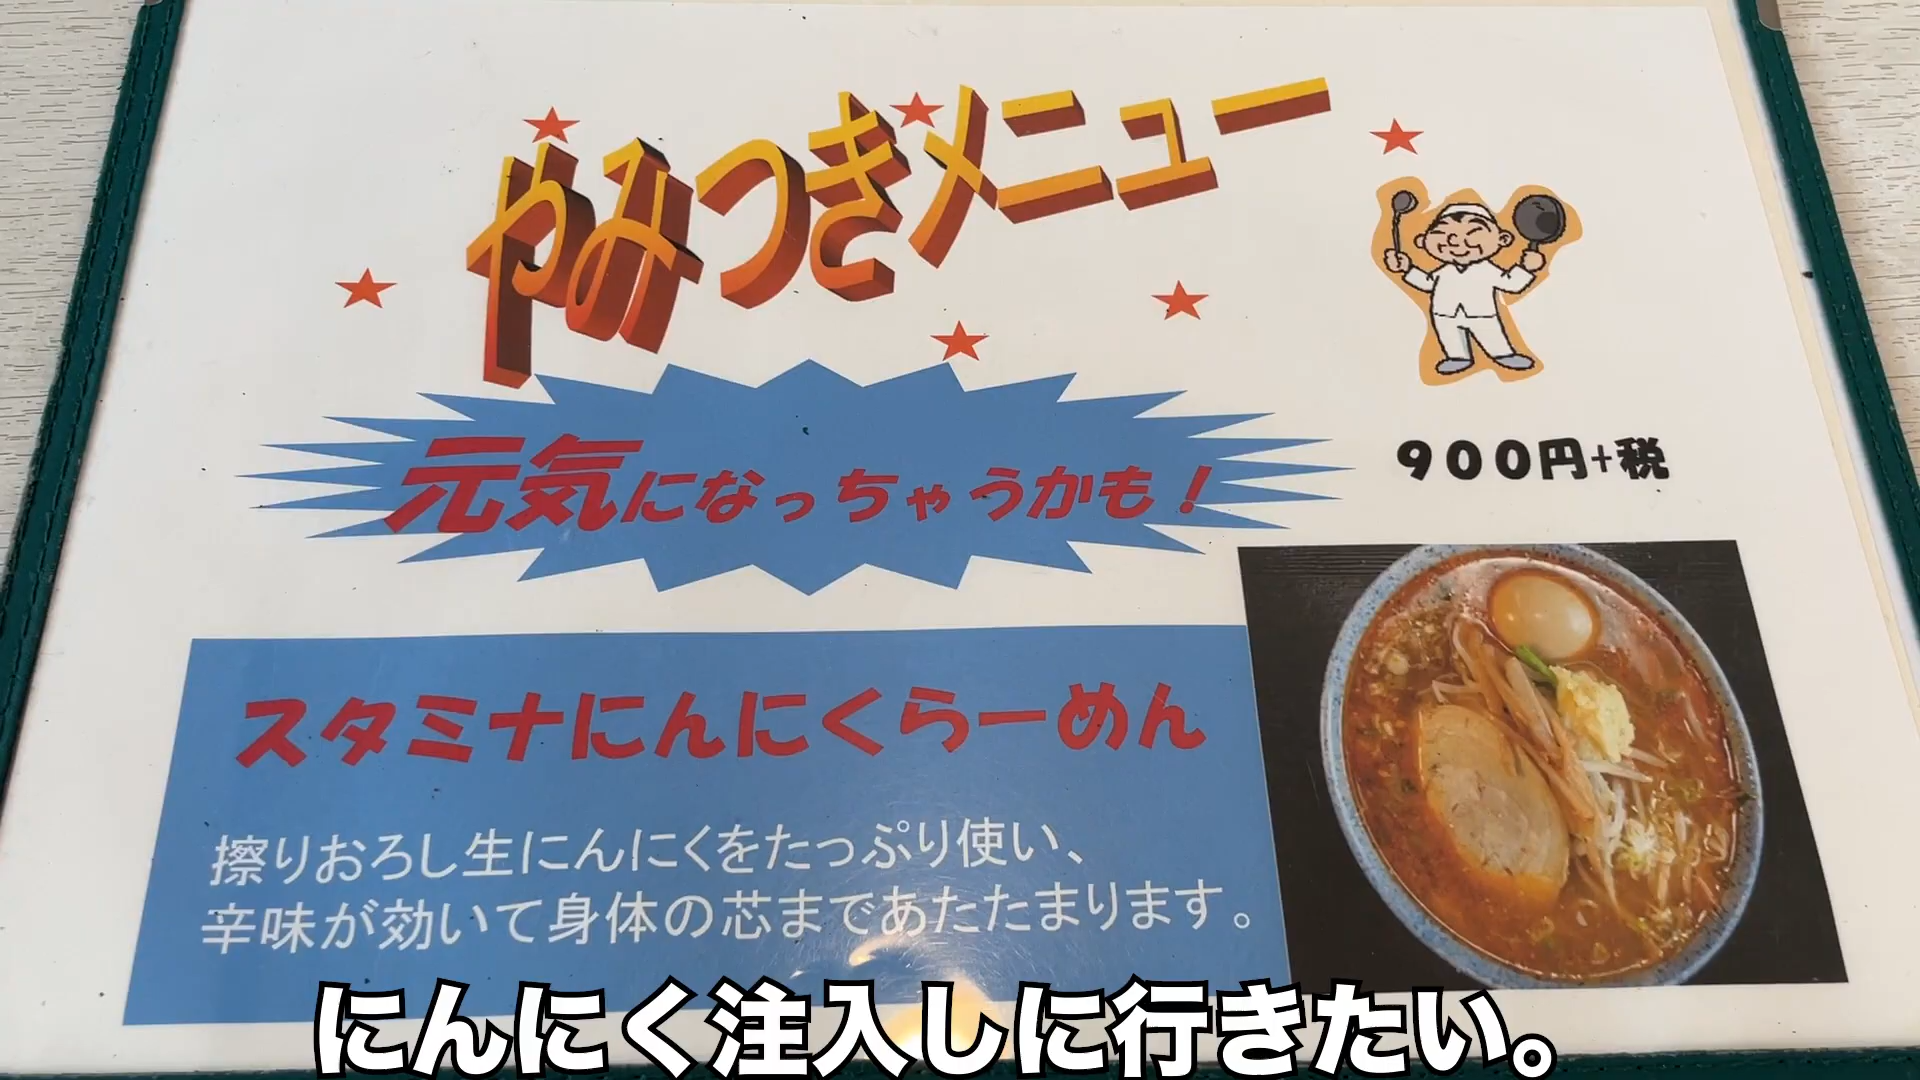 やみつきメニュー
元気になっちゃうかも！
９００円+税
スタミナにんにくらーめん
擦りおろし生にんにくをたっぷり使い、
辛味が効いて身体の芯まであたたまります。
にんにく注入しに行きたい。